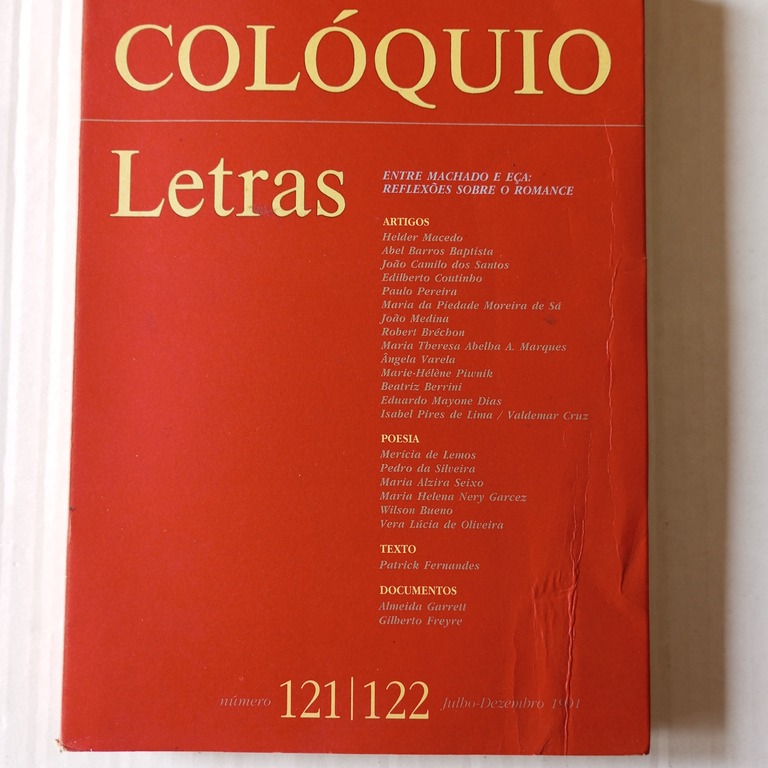 COLÓQUIO
Letras
ENTRE MACHADO E EÇA:
REFLEXÕES SOBRE O ROMANCE
ARTIGOS
Helder Macedo
Abel Barros Baptista
João Camilo dos Santos
Edilberto Coutinho
Paulo Pereira
Maria da Piedade Moreira de Sá
João Medina
Robert Bréchon
Maria Theresa Abelha A. Marques
Ângela Varela
Marie-Hélène Piwnik
Beatriz Berrini
Eduardo Mayone Dias
Isabel Pires de Lima / Valdemar Cruz
POESIA
Merícia de Lemos
Pedro da Silveira
Maria Alzira Seixo
Maria Helena Nery Garcez
Wilson Bueno
Vera Lúcia de Oliveira
TEXTO
Patrick Fernandes
DOCUMENTOS
Almeida Garrett
Gilberto Freyre
número 121|122 Julho-Dezembro 1991